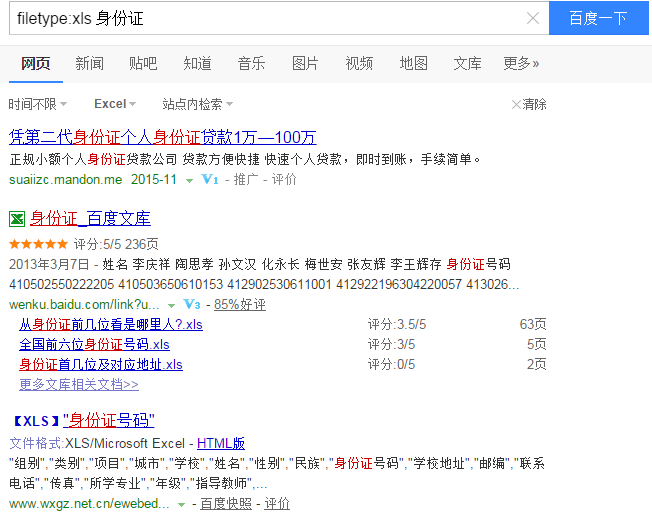 filetype:xls 身份证
百度一下
网页 新闻 贴吧 知道 音乐 图片 视频 地图 文库 更多»
时间不限 Excel 站点内检索 清除
凭第二代身份证个人身份证贷款1万—100万
正规小额个人身份证贷款公司 贷款方便快捷 快速个人贷款，即时到账，手续简单。
suaiizc.mandon.me 2015-11 V1 - 推广 - 评价
身份证_百度文库
评分:5/5 236页
2013年3月7日 - 姓名 李庆祥 陶思孝 孙文汉 化永长 梅世安 张友辉 李王辉存 身份证号码
410502550222205 410503650610153 412902530611001 412922196304220057 413026...
wenku.baidu.com/link?u... V3 - 85%好评
从身份证前几位看是哪里人?.xls 评分:3.5/5 63页
全国前六位身份证号码.xls 评分:3/5 5页
身份证首几位及对应地址.xls 评分:0/5 2页
更多文库相关文档>>
【XLS】"身份证号码"
文件格式:XLS/Microsoft Excel - HTML版
"组别","类别","项目","城市","学校","姓名","性别","民族","身份证号码","学校地址","邮编","联系
电话","传真","所学专业","年级","指导教师",...
www.wxgz.net.cn/ewebed... - 百度快照 - 评价